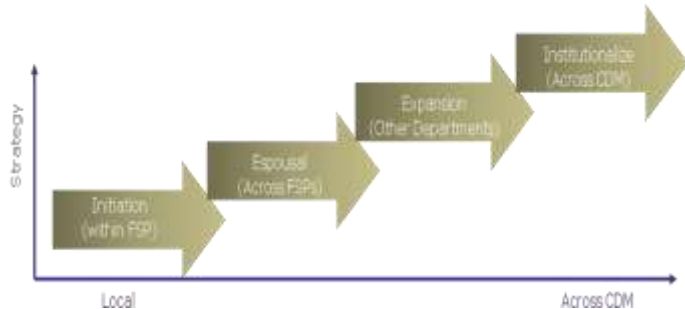 Institutionalize
(Across CDM)
Expansion
(Other Departments)
Espousal
(Across FSPs)
Initiation
(within FSP)
Strategy
Local
Across CDM